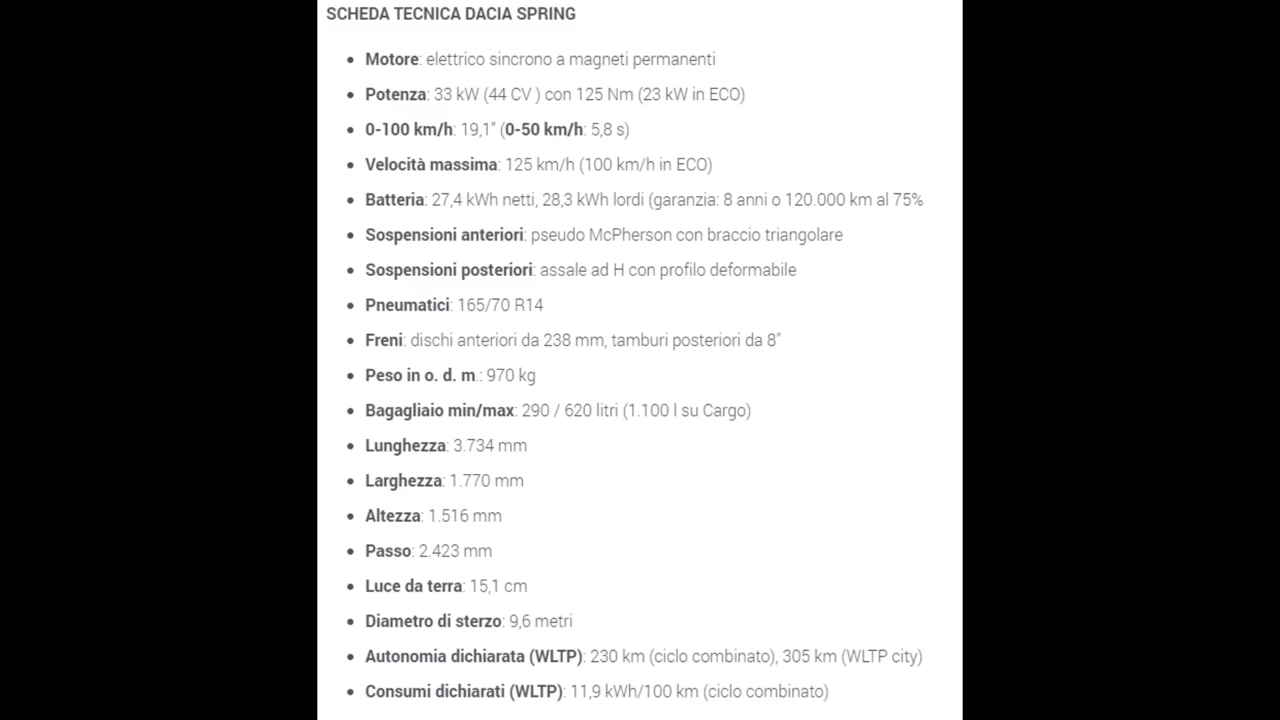 SCHEDA TECNICA DACIA SPRING
Motore: elettrico sincrono a magneti permanenti
Potenza: 33 kW (44 CV ) con 125 Nm (23 kW in ECO)
0-100 km/h: 19,1" (0-50 km/h: 5,8 s)
Velocità massima: 125 km/h (100 km/h in ECO)
Batteria: 27,4 kWh netti, 28,3 kWh lordi (garanzia: 8 anni o 120.000 km al 75%
Sospensioni anteriori: pseudo McPherson con braccio triangolare
Sospensioni posteriori: assale ad H con profilo deformabile
Pneumatici: 165/70 R14
Freni: dischi anteriori da 238 mm, tamburi posteriori da 8"
Peso in o. d. m.: 970 kg
Bagagliaio min/max: 290 / 620 litri (1.100 l su Cargo)
Lunghezza: 3.734 mm
Larghezza: 1.770 mm
Altezza: 1.516 mm
Passo: 2.423 mm
Luce da terra: 15,1 cm
Diametro di sterzo: 9,6 metri
Autonomia dichiarata (WLTP): 230 km (ciclo combinato), 305 km (WLTP city)
Consumi dichiarati (WLTP): 11,9 kWh/100 km (ciclo combinato)